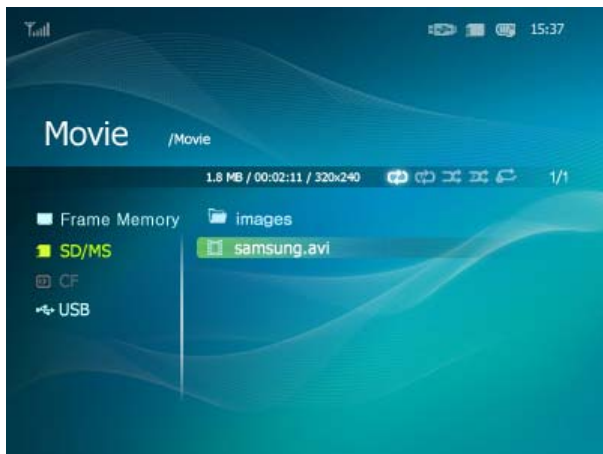 15:37
Movie /Movie
1.8 MB / 00:02:11 / 320x240 1/1
Frame Memory
images
SD/MS
samsung.avi
CF
USB